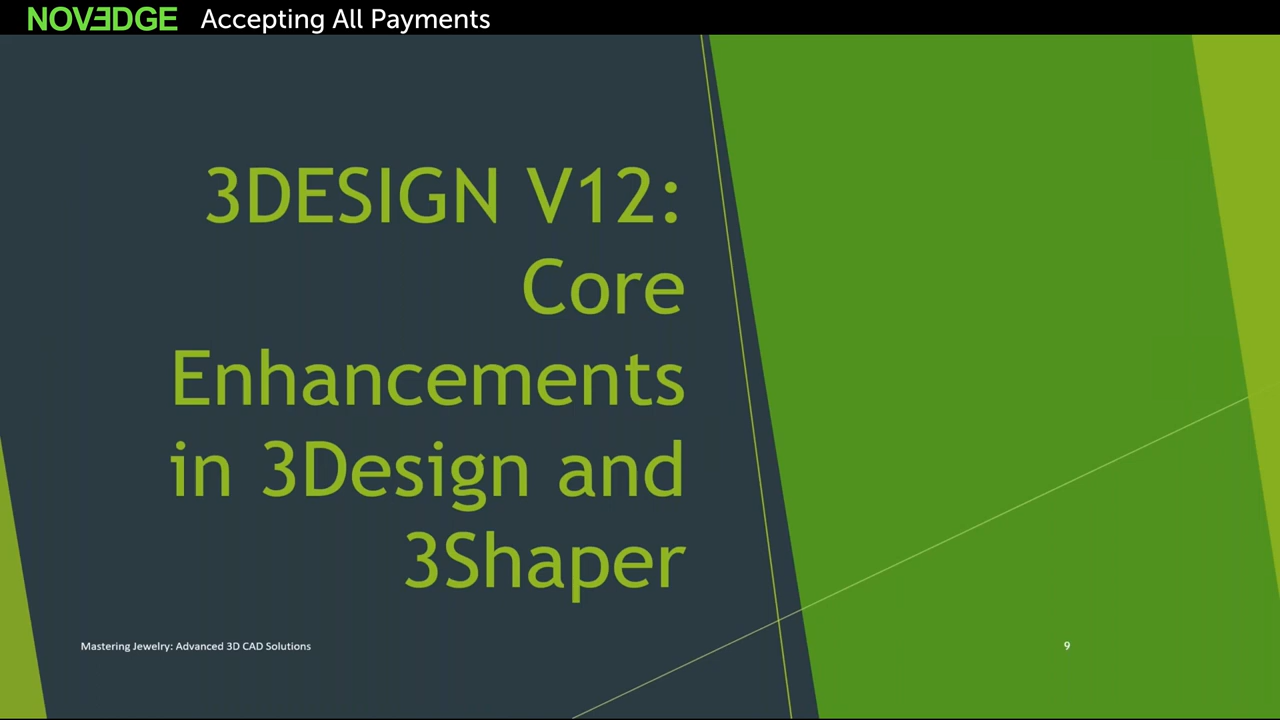 NOVEDGE Accepting All Payments
3DESIGN V12:
Core
Enhancements
in 3Design and
3Shaper
Mastering Jewelry: Advanced 3D CAD Solutions
9